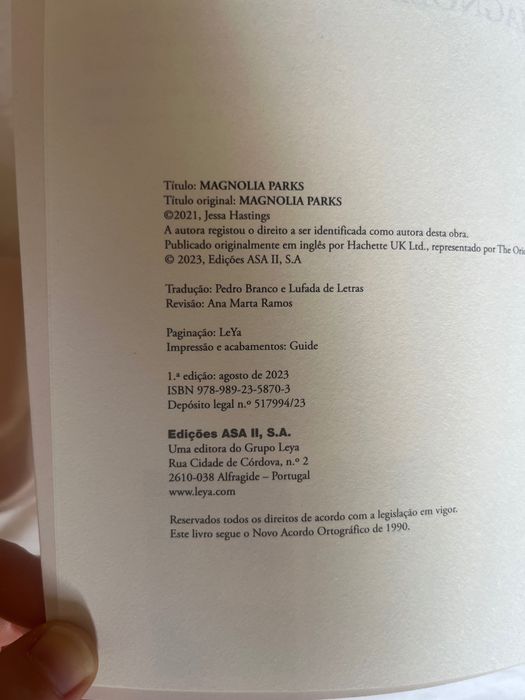 Título: MAGNOLIA PARKS
Título original: MAGNOLIA PARKS
©2021, Jessa Hastings
A autora registou o direito a ser identificada como autora desta obra.
Publicado originalmente em inglês por Hachette UK Ltd., representado por The
© 2023, Edições ASA II, S.A
Tradução: Pedro Branco e Lufada de Letras
Revisão: Ana Marta Ramos
Paginação: LeYa
Impressão e acabamentos: Guide
1.ª edição: agosto de 2023
ISBN 978-989-23-5870-3
Depósito legal n.º 517994/23
Edições ASA II, S.A.
Uma editora do Grupo Leya
Rua Cidade de Córdova, n.º 2
2610-038 Alfragide – Portugal
www.leya.com
Reservados todos os direitos de acordo com a legislação em vigor.
Este livro segue o Novo Acordo Ortográfico de 1990.